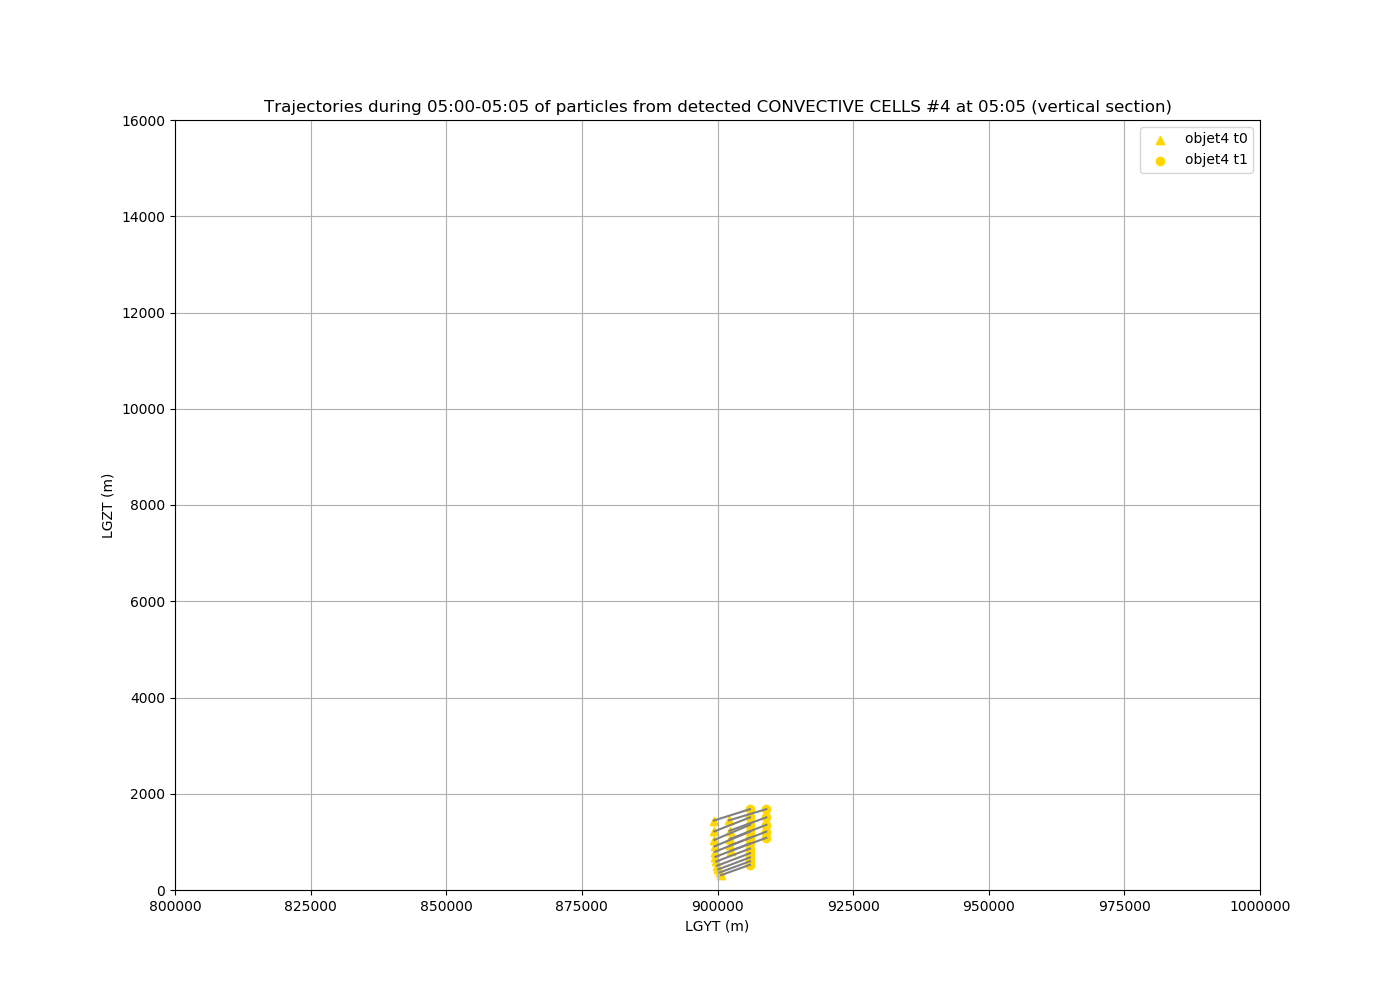 Trajectories during 05:00-05:05 of particles from detected CONVECTIVE CELLS #4 at 05:05 (vertical section)
objet4 t0
objet4 t1
16000
14000
12000
10000
8000
6000
4000
2000
0
LGZT (m)
800000 825000 850000 875000 900000 925000 950000 975000 1000000
LGYT (m)